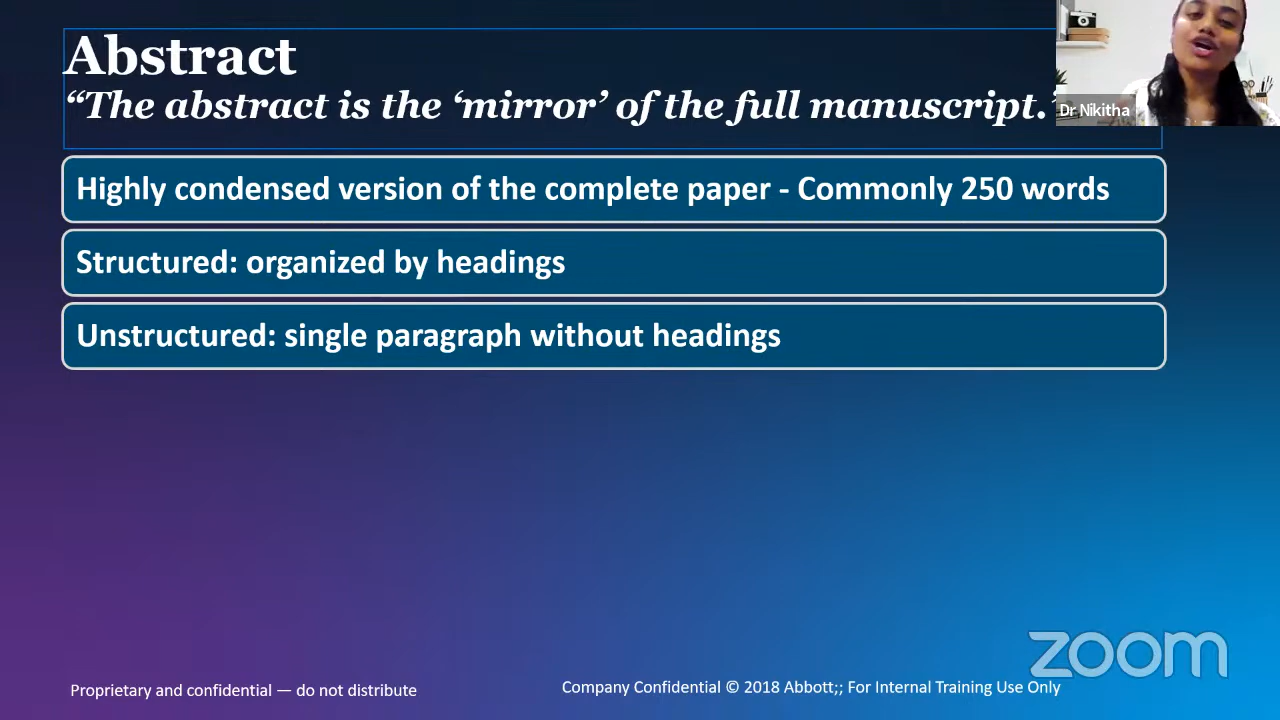 Abstract
“The abstract is the ‘mirror’ of the full manuscript.”
Dr Nikitha
Highly condensed version of the complete paper - Commonly 250 words
Structured: organized by headings
Unstructured: single paragraph without headings
zoom
Proprietary and confidential — do not distribute
Company Confidential © 2018 Abbott;; For Internal Training Use Only